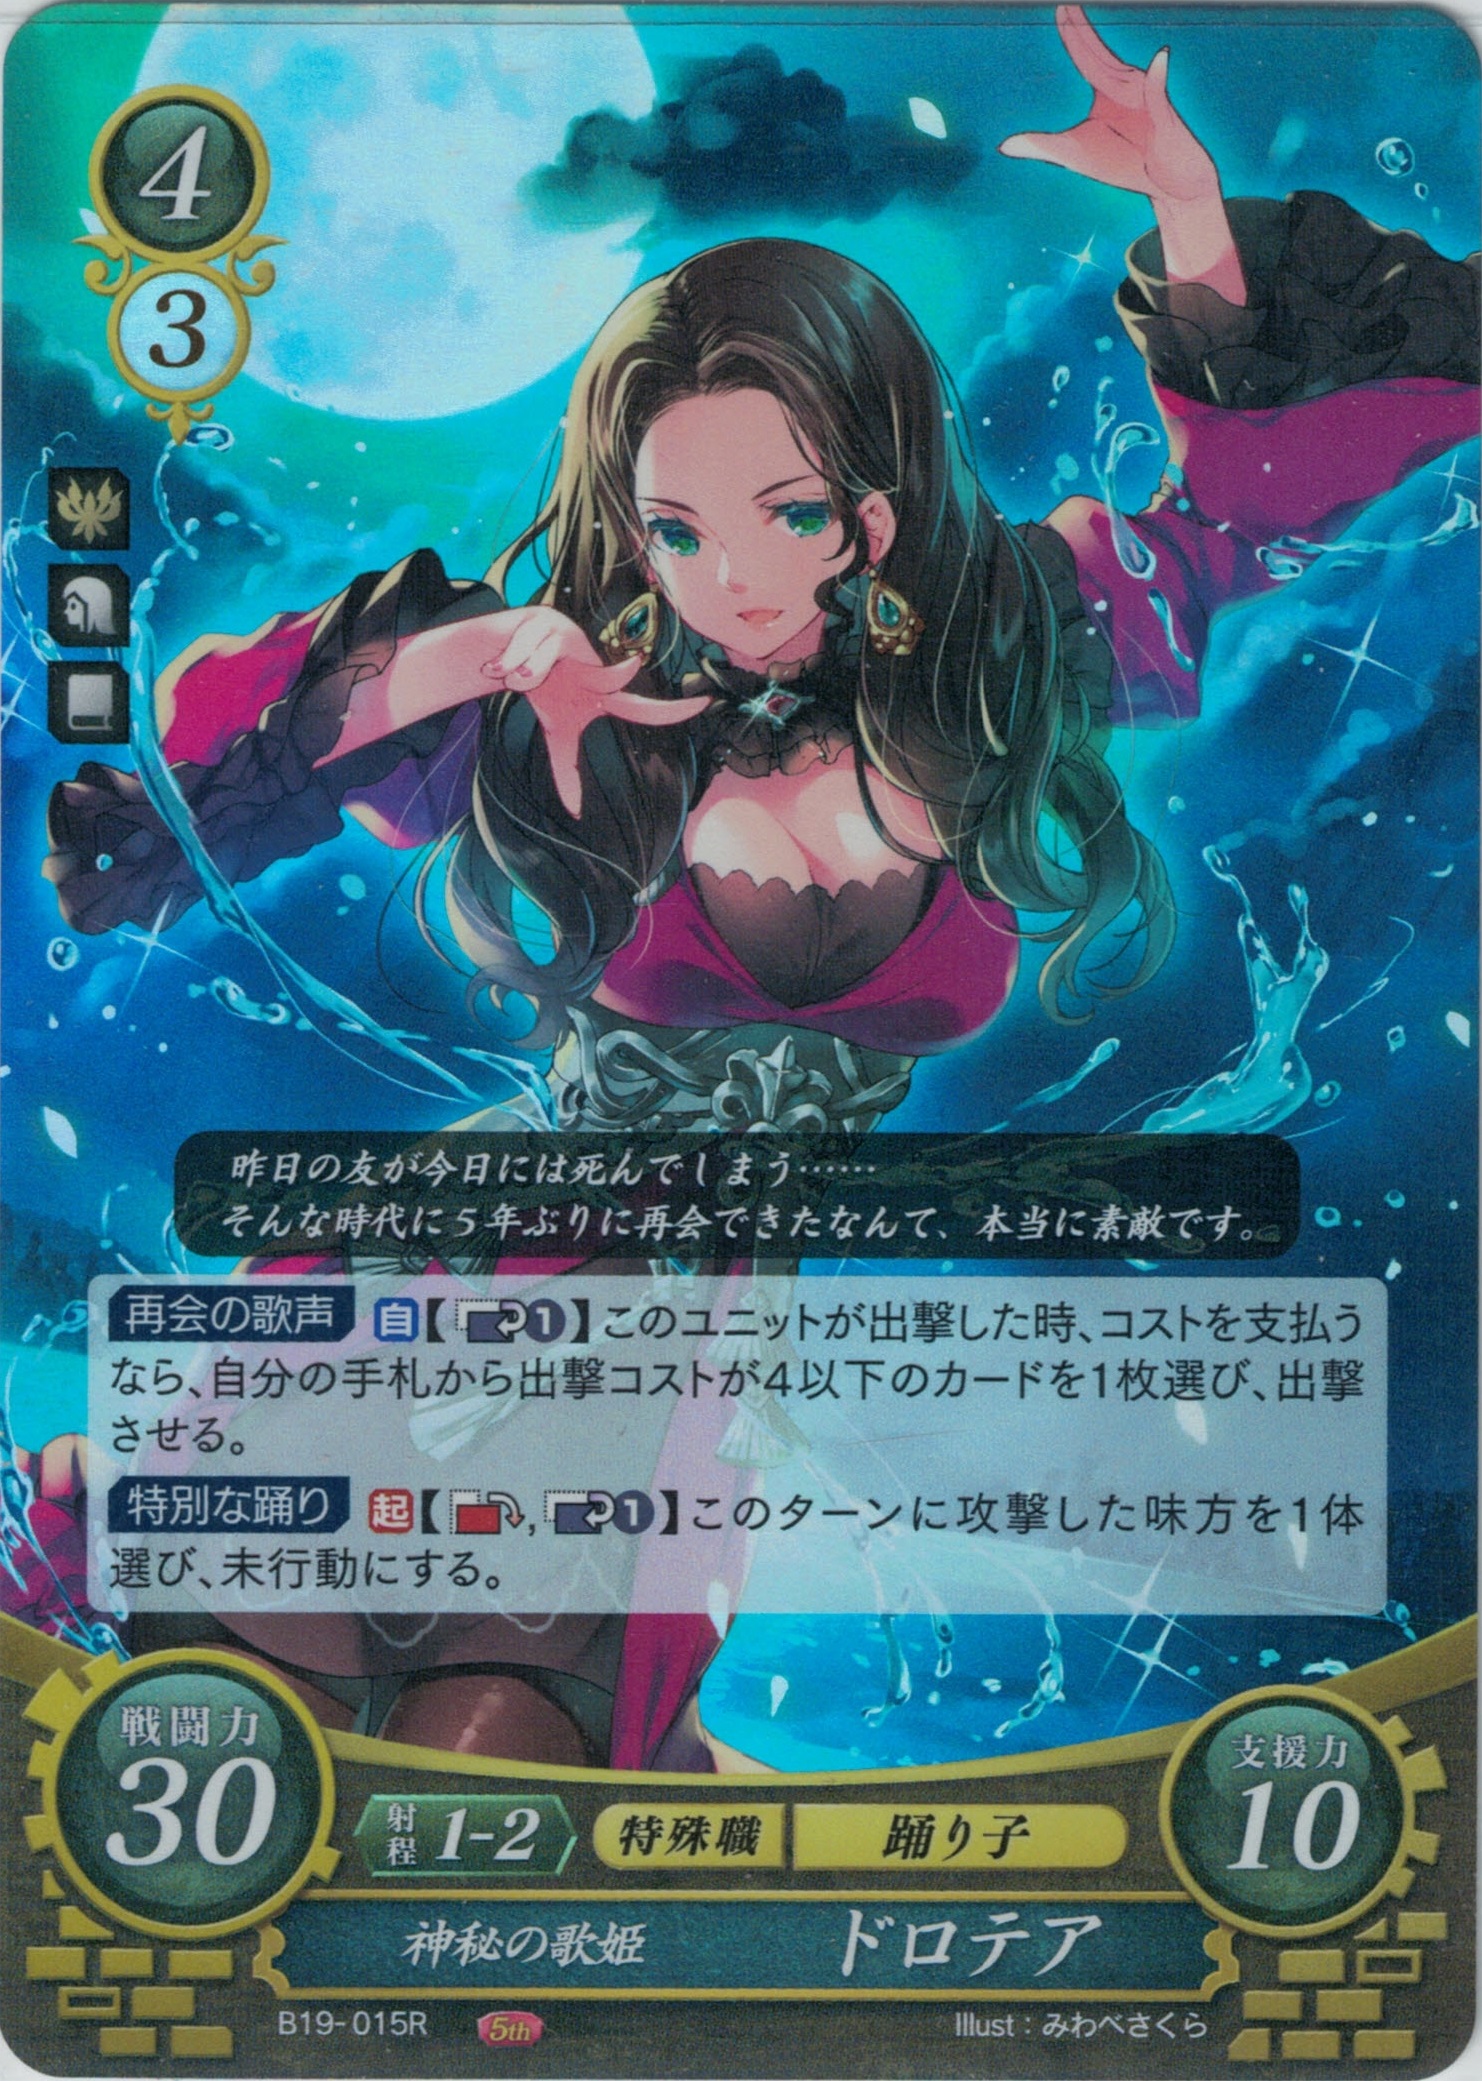 4
3
昨日の友が今日には死んでしまう……
そんな時代に5年ぶりに再会できたなんて、本当に素敵です。
再会の歌声 自【1】このユニットが出撃した時、コストを支払う
なら、自分の手札から出撃コストが4以下のカードを1枚選び、出撃
させる。
特別な踊り 起【,1】このターンに攻撃した味方を1体
選び、未行動にする。
戦闘力
30
射程 1-2 特殊職 踊り子
支援力
10
神秘の歌姫 ドロテア
B19-015R 5th Illust：みわべさくら